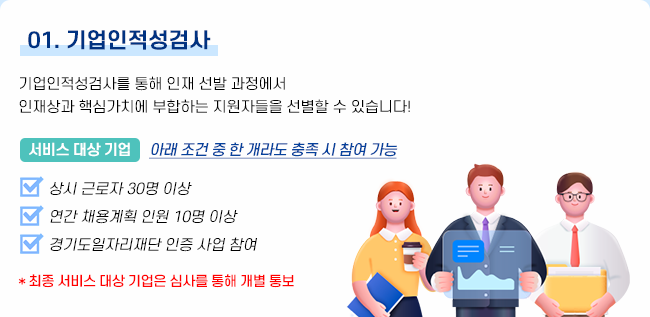 01. 기업인적성검사
기업인적성검사를 통해 인재 선발 과정에서
인재상과 핵심가치에 부합하는 지원자들을 선별할 수 있습니다!
서비스 대상 기업 아래 조건 중 한 개라도 충족 시 참여 가능
상시 근로자 30명 이상
연간 채용계획 인원 10명 이상
경기도일자리재단 인증 사업 참여
* 최종 서비스 대상 기업은 심사를 통해 개별 통보